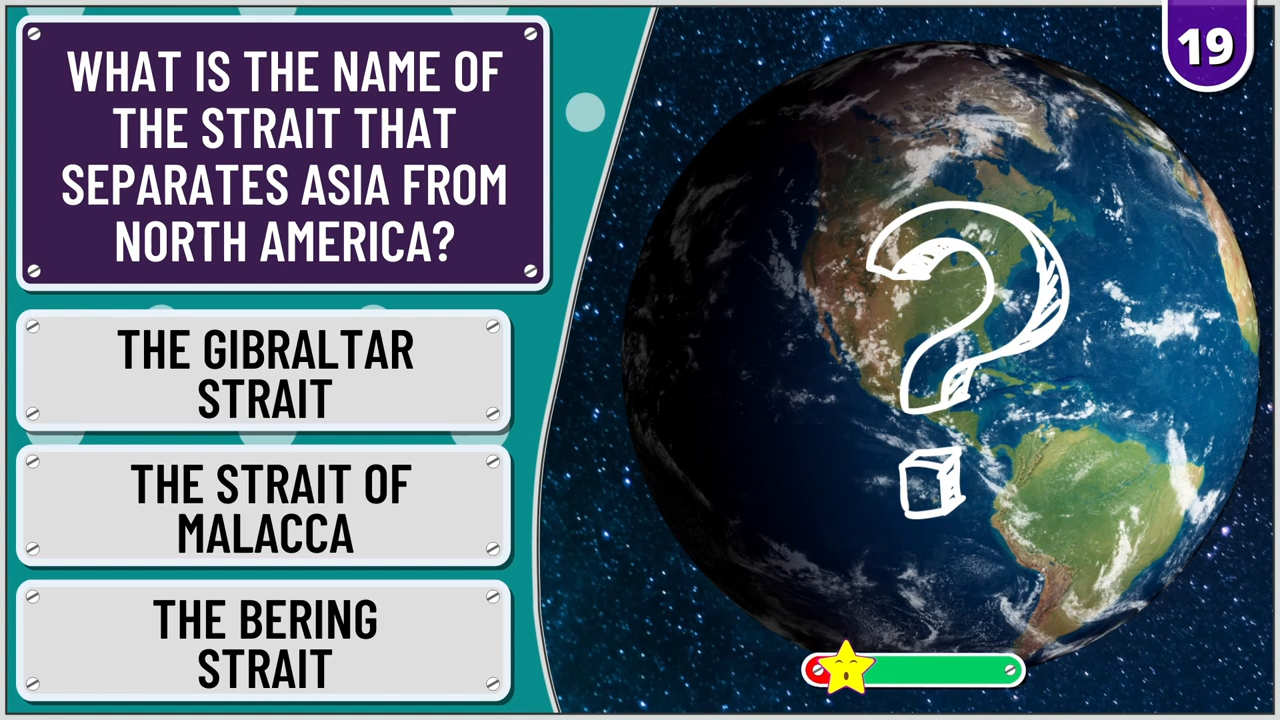 WHAT IS THE NAME OF
THE STRAIT THAT
SEPARATES ASIA FROM
NORTH AMERICA?
19
THE GIBRALTAR
STRAIT
THE STRAIT OF
MALACCA
THE BERING
STRAIT
?